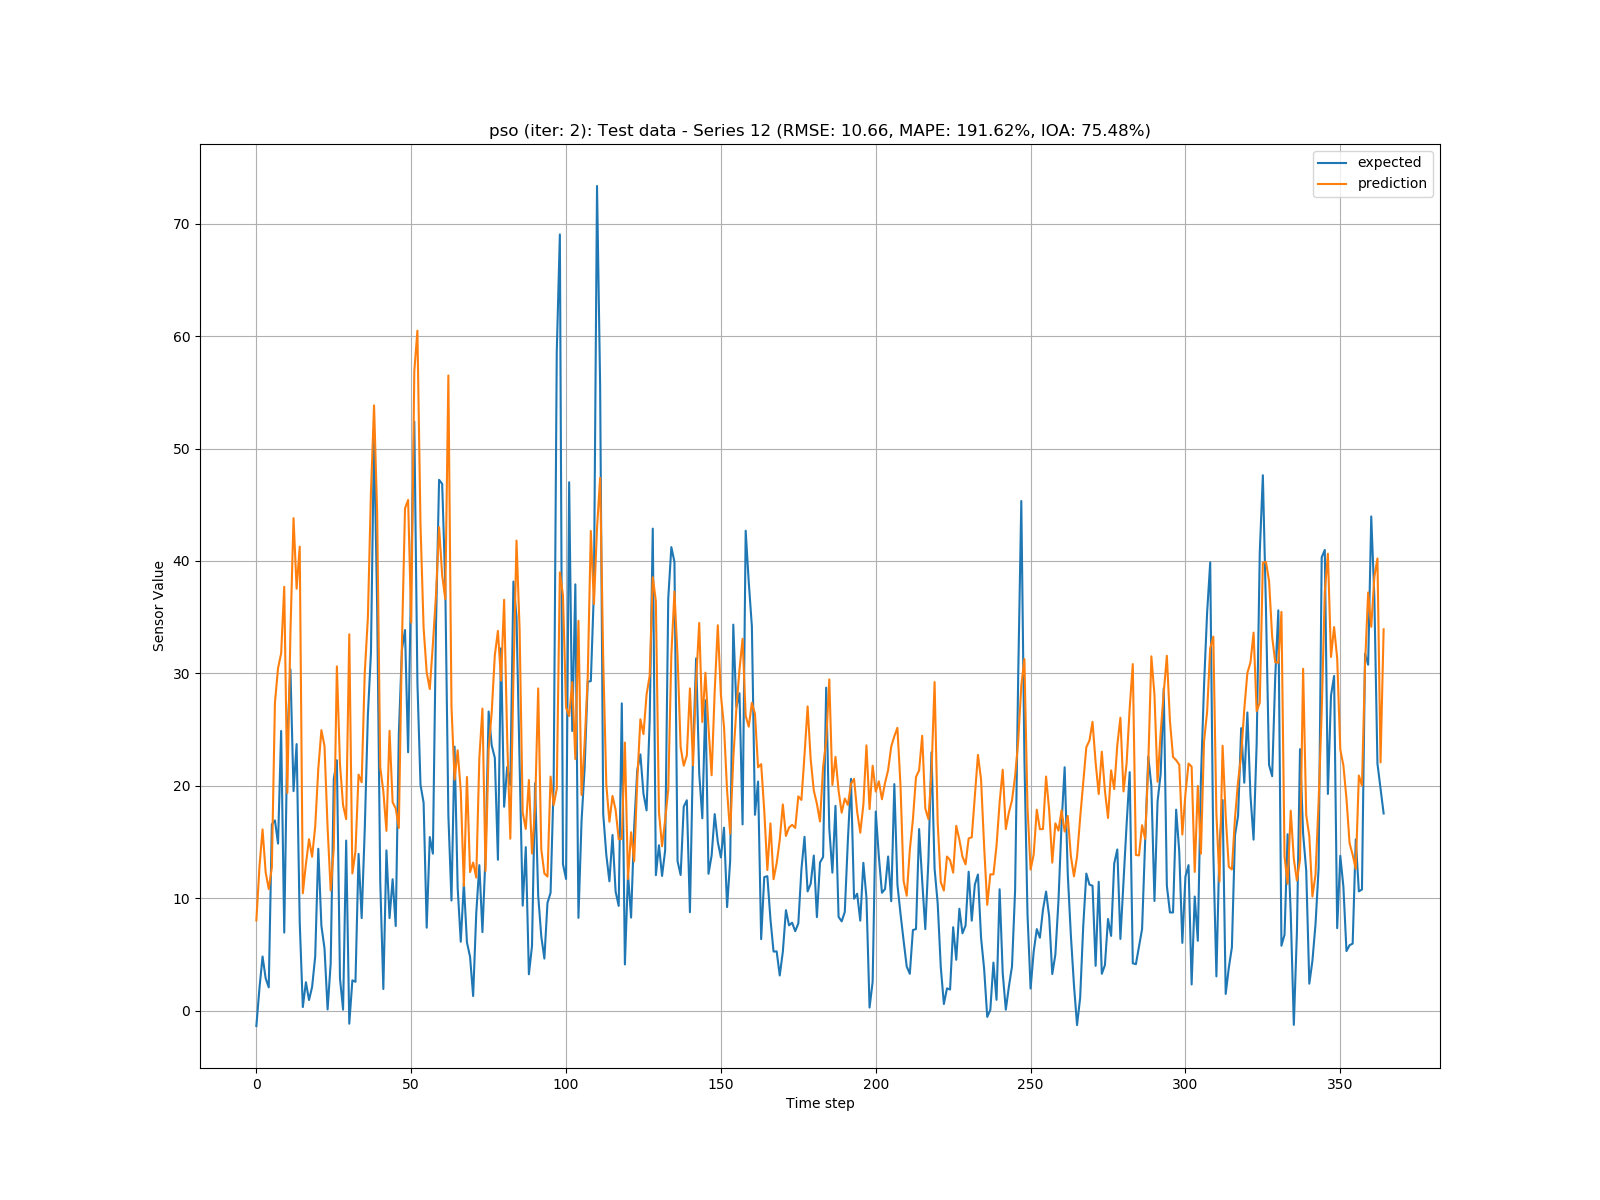 pso (iter: 2): Test data - Series 12 (RMSE: 10.66, MAPE: 191.62%, IOA: 75.48%)
expected
prediction
70
60
50
40
30
20
10
0
Sensor Value
0 50 100 150 200 250 300 350
Time step